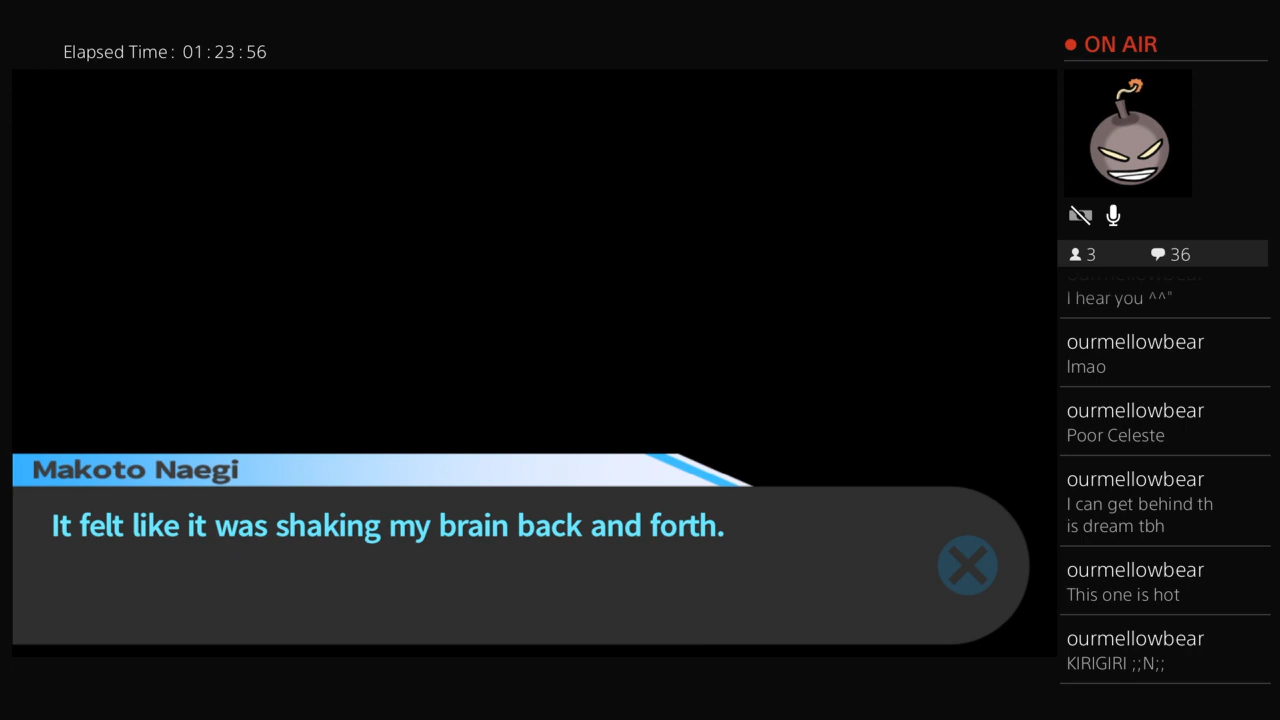 Elapsed Time: 01:23:56
ON AIR
3 36
I hear you ^^"
ourmellowbear
lmao
ourmellowbear
Poor Celeste
ourmellowbear
I can get behind th
is dream tbh
ourmellowbear
This one is hot
ourmellowbear
KIRIGIRI ;;N;;
Makoto Naegi
It felt like it was shaking my brain back and forth.